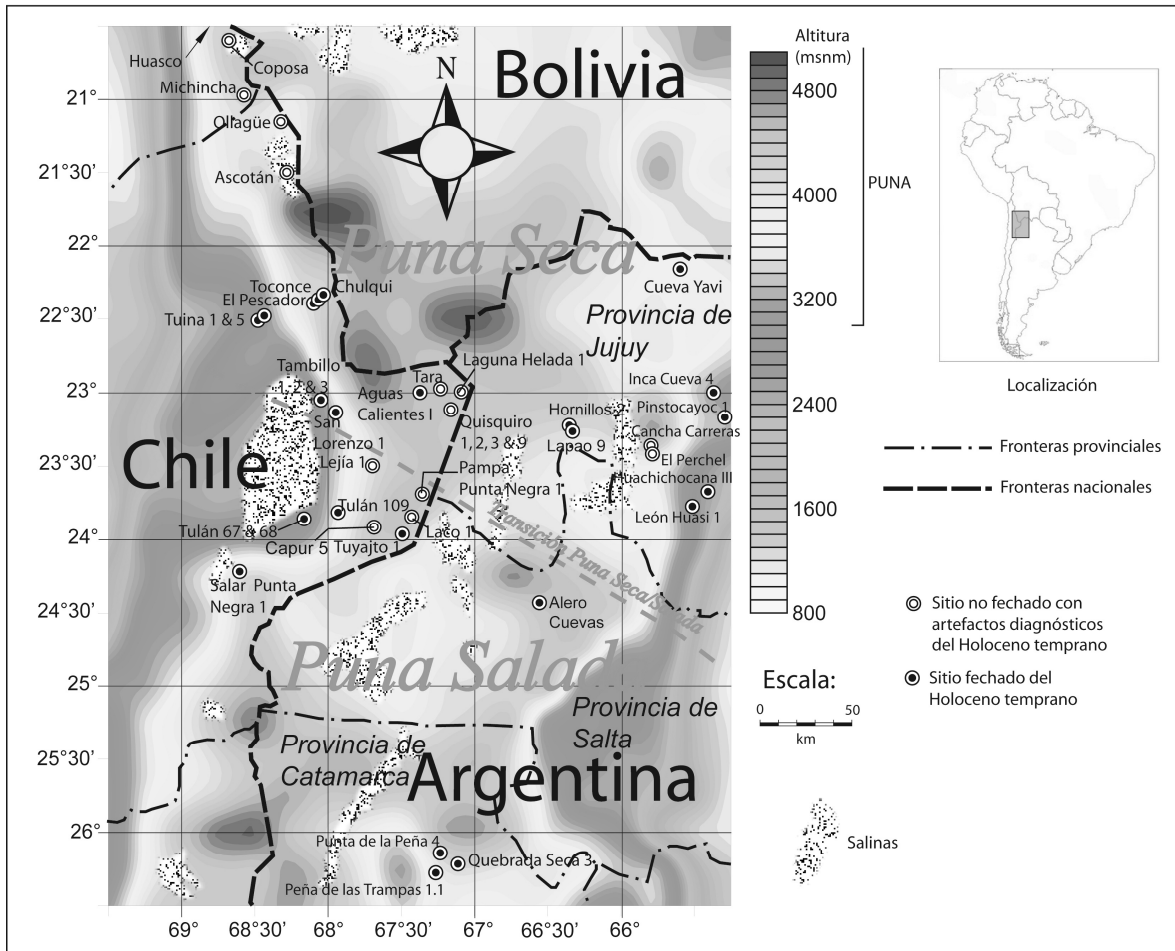 Huasco
Coposa
Michincha
Ollagüe
Ascotán
Bolivia
N
Puna Seca
Toconce
Chulqui
El Pescador
Tuina 1 & 5
Cueva Yavi
Provincia de
Jujuy
Laguna Helada 1
Tambillo
1, 2 & 3
Tara
Aguas
Calientes I
Inca Cueva 4
Hornillos 2
Pinstocayoc 1
Quisquiro
1, 2, 3 & 9
San
Lorenzo 1
Lapao 9
Cancha Carreras
Chile
Lejía 1
El Perchel
Pampa
Punta Negra 1
Huachichocana III
Tulán 109
León Huasi 1
Tulán 67 & 68
Capur 5
Tuyajto 1
Laco 1
Transición Puna Seca/Salada
Salar Punta
Negra 1
Alero
Cuevas
Puna Salad
Provincia de
Salta
Provincia de
Catamarca
Argentina
Punta de la Peña 4
Quebrada Seca 3
Peña de las Trampas 1.1
21°
21°30’
22°
22°30’
23°
23°30’
24°
24°30’
25°
25°30’
26°
69°
68°30’
68°
67°30’
67°
66°30’
66°
Altitura
(msnm)
4800
4000
3200
2400
1600
800
PUNA
Localización
Fronteras provinciales
Fronteras nacionales
Sitio no fechado con
artefactos diagnósticos
del Holoceno temprano
Sitio fechado del
Holoceno temprano
Escala:
0 50
km
Salinas